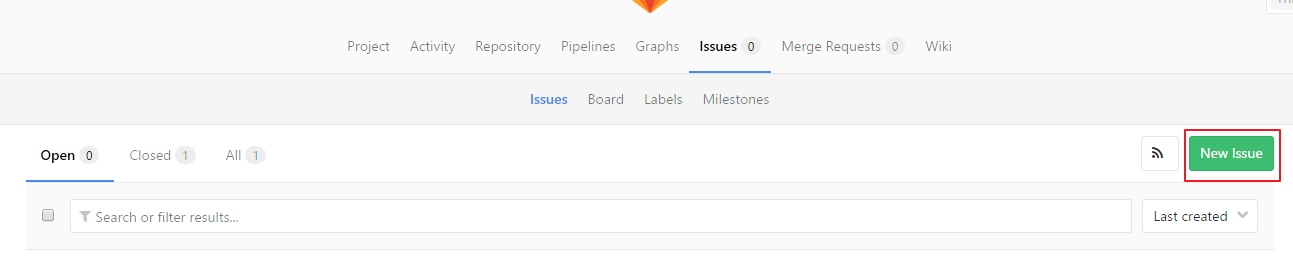 Project Activity Repository Pipelines Graphs Issues 0 Merge Requests 0 Wiki
Issues Board Labels Milestones
Open 0 Closed 1 All 1 New Issue
Search or filter results... Last created